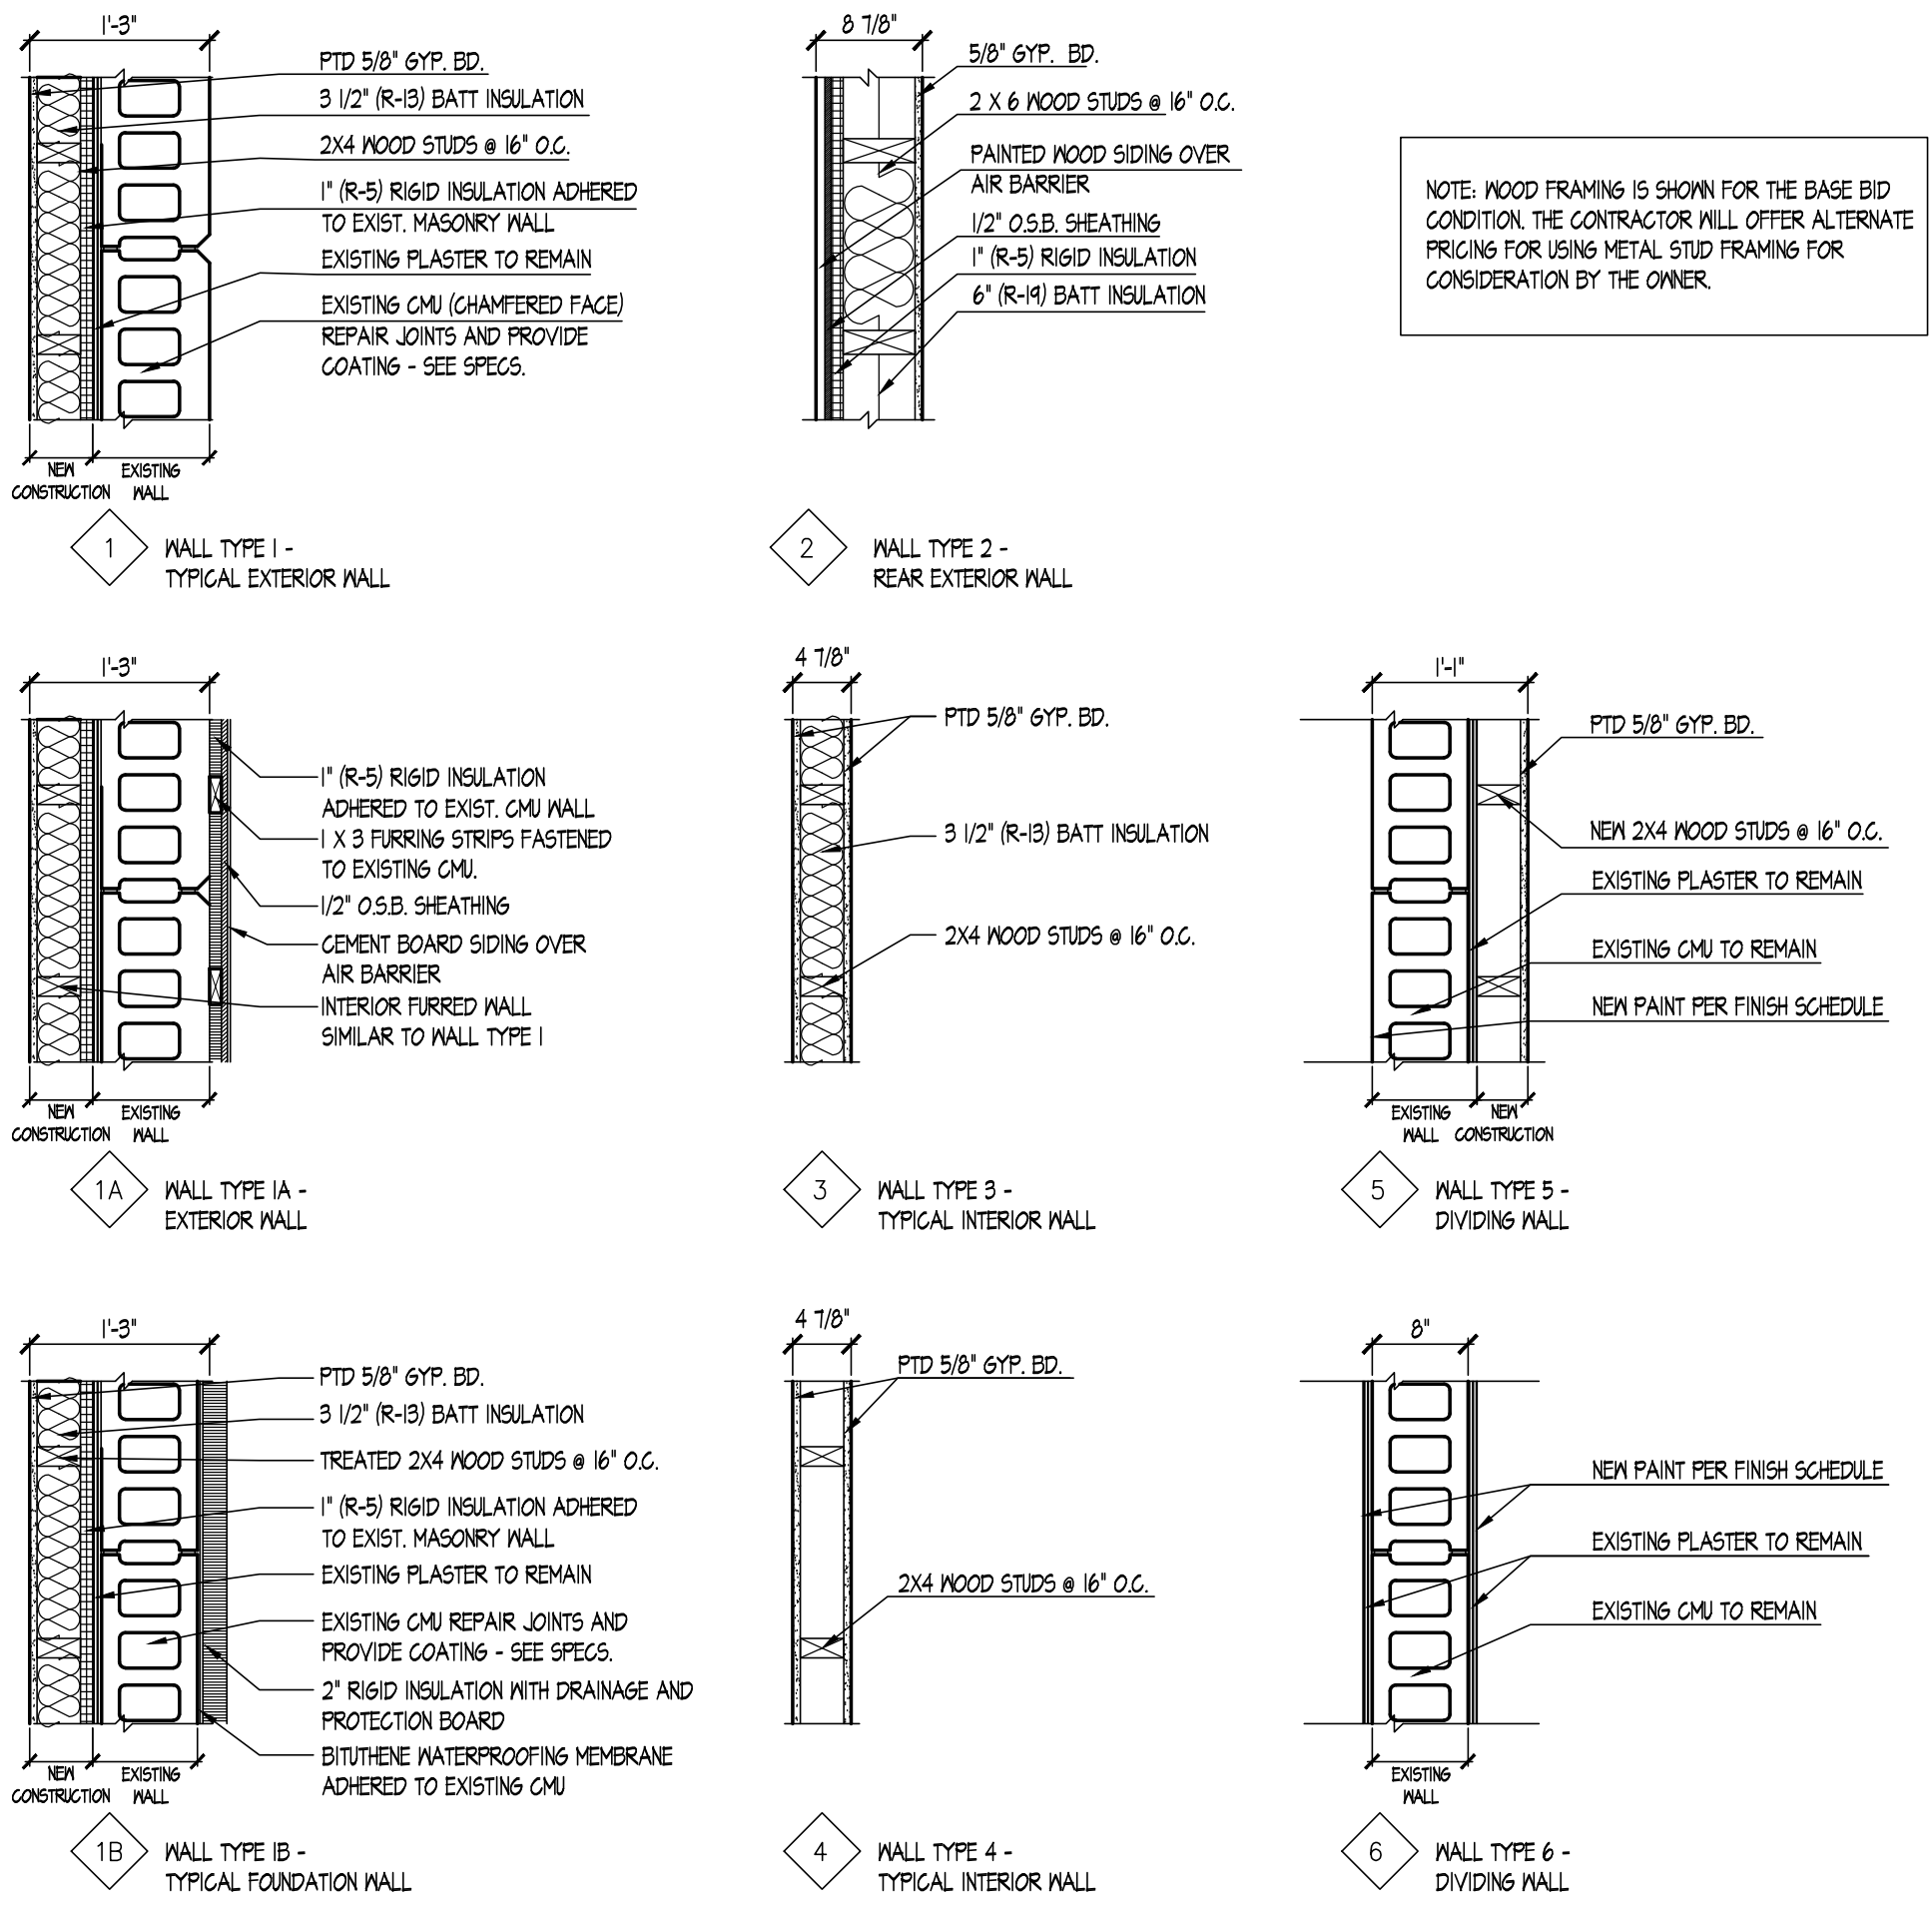 1'-3"
PTD 5/8" GYP. BD.
3 1/2" (R-13) BATT INSULATION
2X4 WOOD STUDS @ 16" O.C.
1" (R-5) RIGID INSULATION ADHERED
TO EXIST. MASONRY WALL
EXISTING PLASTER TO REMAIN
EXISTING CMU (CHAMFERED FACE)
REPAIR JOINTS AND PROVIDE
COATING - SEE SPECS.
NEW
CONSTRUCTION
EXISTING
WALL
1
WALL TYPE 1 -
TYPICAL EXTERIOR WALL
8 7/8"
5/8" GYP. BD.
2 X 6 WOOD STUDS @ 16" O.C.
PAINTED WOOD SIDING OVER
AIR BARRIER
1/2" O.S.B. SHEATHING
1" (R-5) RIGID INSULATION
6" (R-19) BATT INSULATION
2
WALL TYPE 2 -
REAR EXTERIOR WALL
NOTE: WOOD FRAMING IS SHOWN FOR THE BASE BID
CONDITION. THE CONTRACTOR WILL OFFER ALTERNATE
PRICING FOR USING METAL STUD FRAMING FOR
CONSIDERATION BY THE OWNER.
1'-3"
1" (R-5) RIGID INSULATION
ADHERED TO EXIST. CMU WALL
1 X 3 FURRING STRIPS FASTENED
TO EXISTING CMU.
1/2" O.S.B. SHEATHING
CEMENT BOARD SIDING OVER
AIR BARRIER
INTERIOR FURRED WALL
SIMILAR TO WALL TYPE 1
NEW
CONSTRUCTION
EXISTING
WALL
1A
WALL TYPE 1A -
EXTERIOR WALL
4 7/8"
PTD 5/8" GYP. BD.
3 1/2" (R-13) BATT INSULATION
2X4 WOOD STUDS @ 16" O.C.
3
WALL TYPE 3 -
TYPICAL INTERIOR WALL
1'-1"
PTD 5/8" GYP. BD.
NEW 2X4 WOOD STUDS @ 16" O.C.
EXISTING PLASTER TO REMAIN
EXISTING CMU TO REMAIN
NEW PAINT PER FINISH SCHEDULE
EXISTING
WALL
NEW
CONSTRUCTION
5
WALL TYPE 5 -
DIVIDING WALL
1'-3"
PTD 5/8" GYP. BD.
3 1/2" (R-13) BATT INSULATION
TREATED 2X4 WOOD STUDS @ 16" O.C.
1" (R-5) RIGID INSULATION ADHERED
TO EXIST. MASONRY WALL
EXISTING PLASTER TO REMAIN
EXISTING CMU REPAIR JOINTS AND
PROVIDE COATING - SEE SPECS.
2" RIGID INSULATION WITH DRAINAGE AND
PROTECTION BOARD
BITUTHENE WATERPROOFING MEMBRANE
ADHERED TO EXISTING CMU
NEW
CONSTRUCTION
EXISTING
WALL
1B
WALL TYPE 1B -
TYPICAL FOUNDATION WALL
4 7/8"
PTD 5/8" GYP. BD.
2X4 WOOD STUDS @ 16" O.C.
4
WALL TYPE 4 -
TYPICAL INTERIOR WALL
8"
NEW PAINT PER FINISH SCHEDULE
EXISTING PLASTER TO REMAIN
EXISTING CMU TO REMAIN
EXISTING
WALL
6
WALL TYPE 6 -
DIVIDING WALL